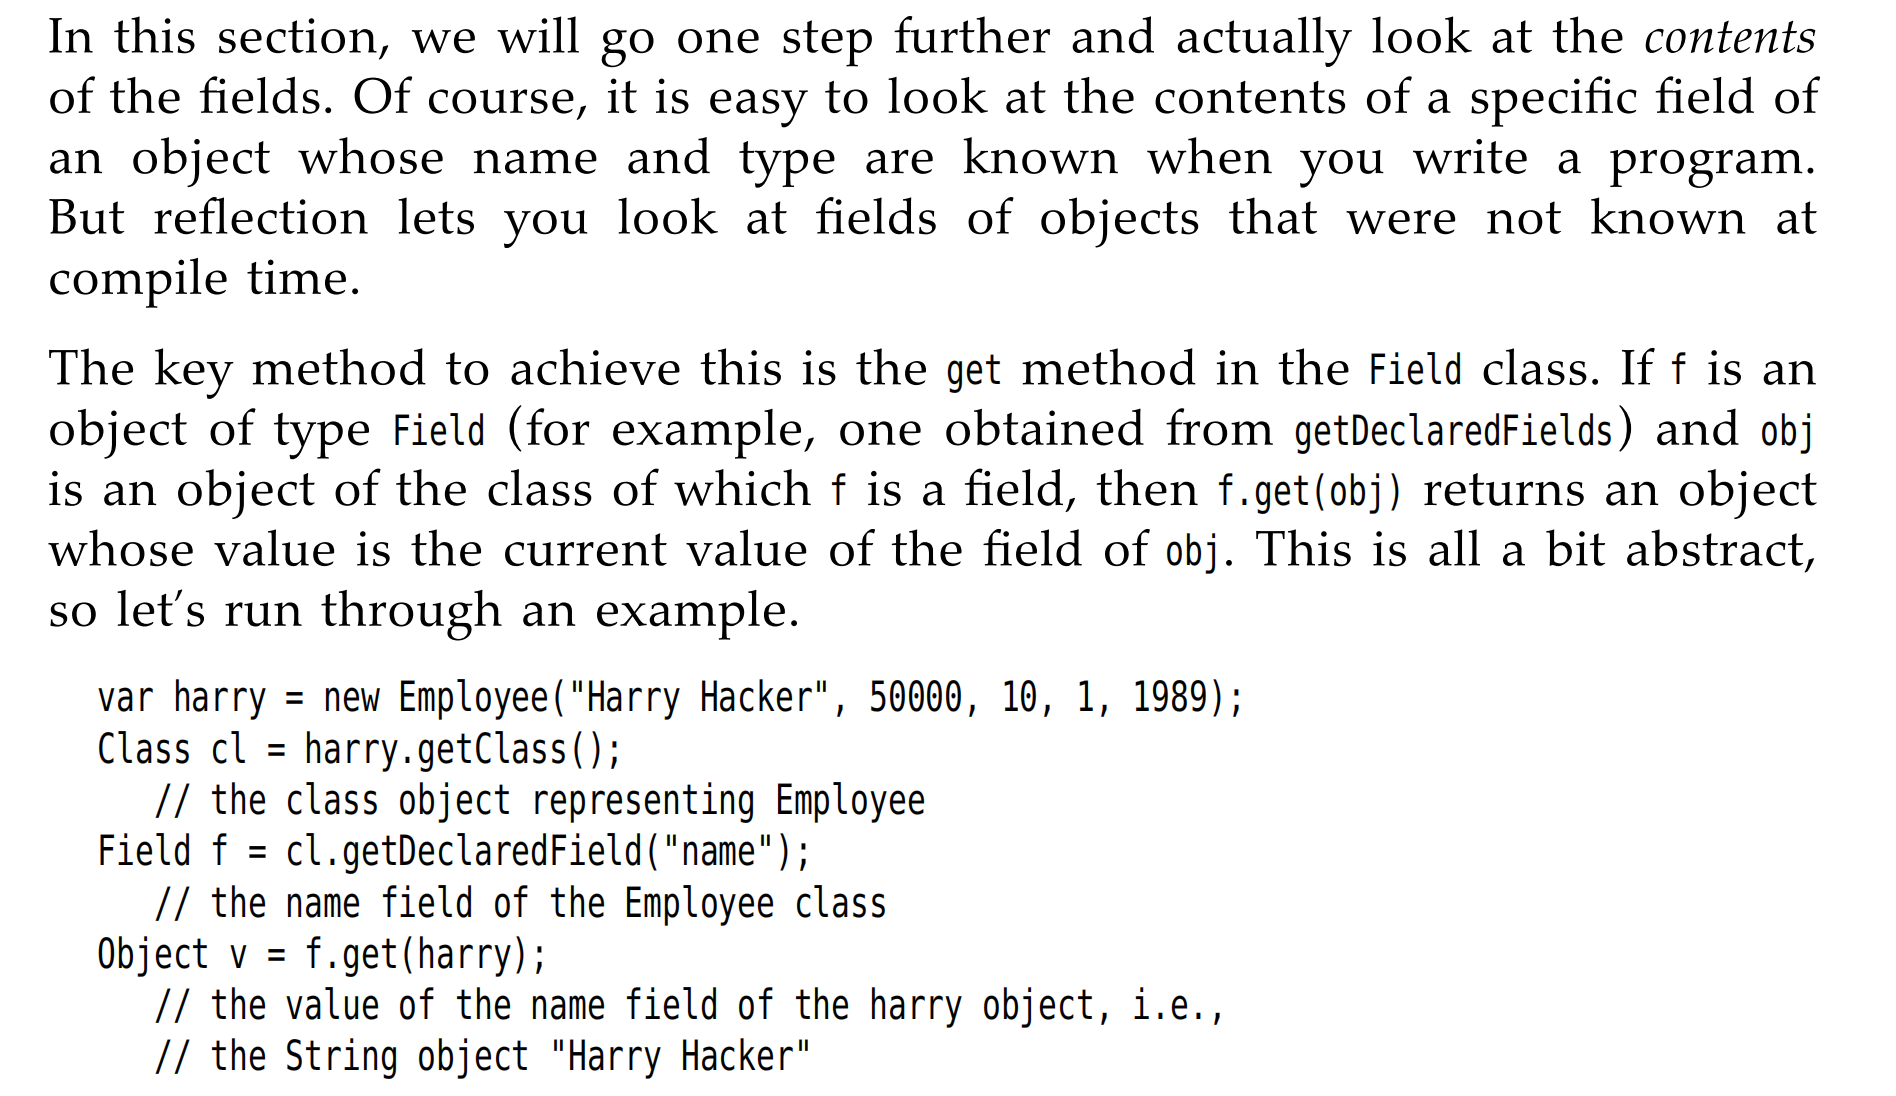 In this section, we will go one step further and actually look at the contents
of the fields. Of course, it is easy to look at the contents of a specific field of
an object whose name and type are known when you write a program.
But reflection lets you look at fields of objects that were not known at
compile time.
The key method to achieve this is the get method in the Field class. If f is an
object of type Field (for example, one obtained from getDeclaredFields) and obj
is an object of the class of which f is a field, then f.get(obj) returns an object
whose value is the current value of the field of obj. This is all a bit abstract,
so let's run through an example.
var harry = new Employee("Harry Hacker", 50000, 10, 1, 1989);
Class cl = harry.getClass();
   // the class object representing Employee
Field f = cl.getDeclaredField("name");
   // the name field of the Employee class
Object v = f.get(harry);
   // the value of the name field of the harry object, i.e.,
   // the String object "Harry Hacker"